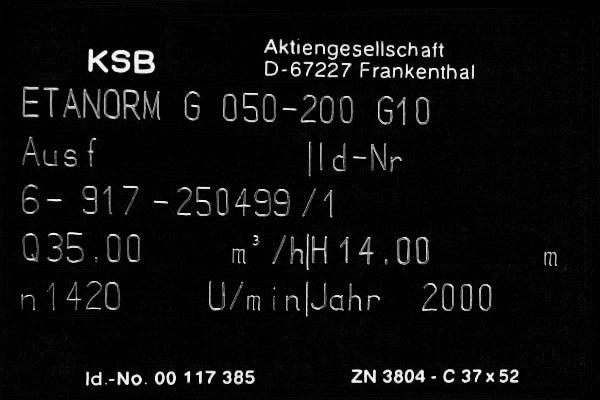 KSB Aktiengesellschaft
D-67227 Frankenthal
ETANORM G 050-200 G10
Ausf |Id-Nr
6- 917 -250499/1
Q35.00 m³/h|H14.00 m
n1420 U/min|Jahr 2000
Id.-No. 00 117 385 ZN 3804 - C 37 x 52